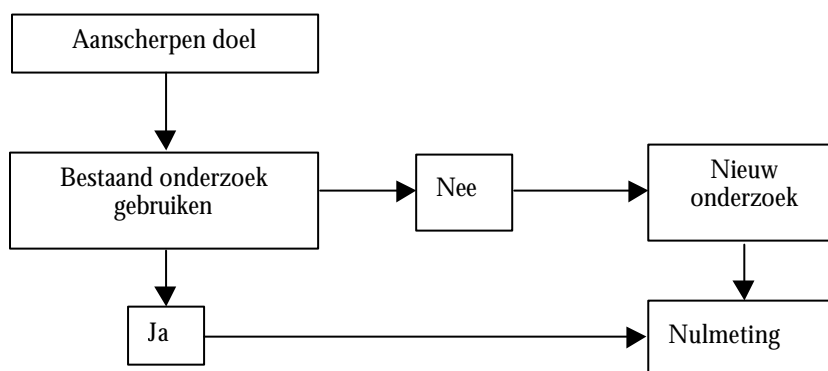 Aanscherpen doel
Bestaand onderzoek
gebruiken
Nee
Nieuw
onderzoek
Ja
Nulmeting